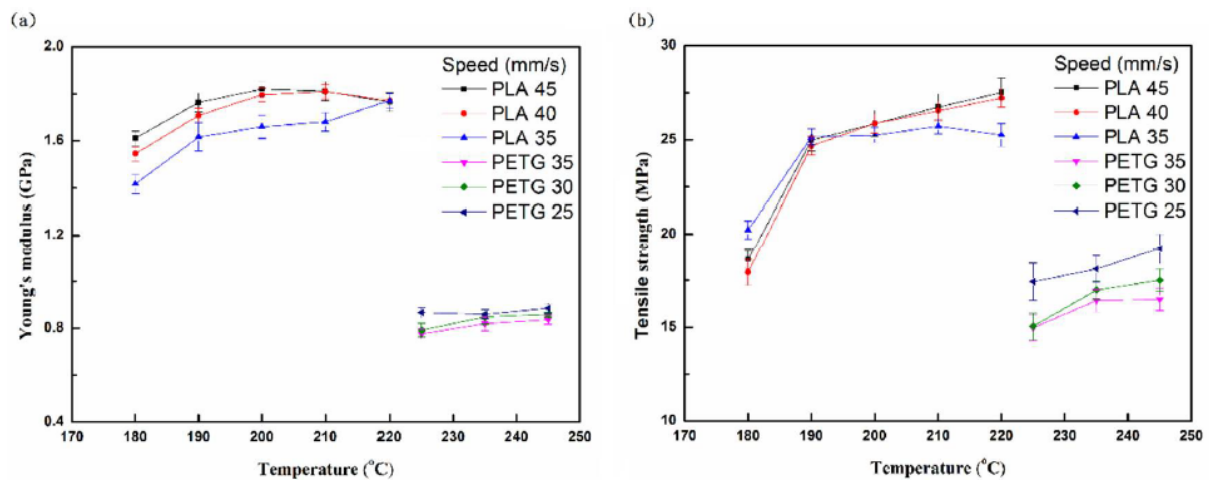 (a)
2.0
1.6
1.2
0.8
0.4
Young's modulus (GPa)
Speed (mm/s)
PLA 45
PLA 40
PLA 35
PETG 35
PETG 30
PETG 25
170 180 190 200 210 220 230 240 250
Temperature (°C)
(b)
30
25
20
15
10
Tensile strength (MPa)
Speed (mm/s)
PLA 45
PLA 40
PLA 35
PETG 35
PETG 30
PETG 25
170 180 190 200 210 220 230 240 250
Temperature (°C)